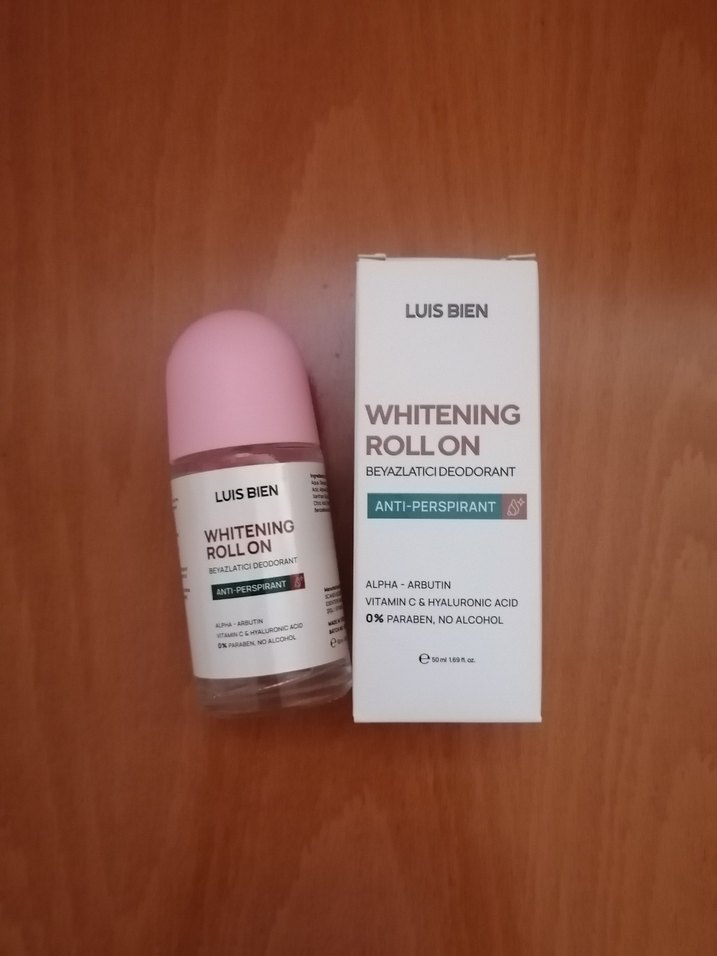 LUIS BIEN
WHITENING
ROLL ON
BEYAZLATICI DEODORANT
ANTI-PERSPIRANT
ALPHA - ARBUTIN
VITAMIN C & HYALURONIC ACID
0% PARABEN, NO ALCOHOL
LUIS BIEN
WHITENING
ROLL ON
BEYAZLATICI DEODORANT
ANTI-PERSPIRANT
ALPHA - ARBUTIN
VITAMIN C & HYALURONIC ACID
0% PARABEN, NO ALCOHOL
℮ 50 ml 1.69 fl. oz.